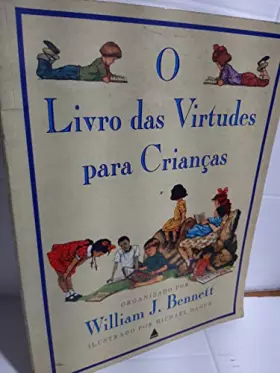 O
Livro das Virtudes
para Crianças
ORGANIZADO POR
William J. Bennett
ILUSTRADO POR MICHAEL HAGUE